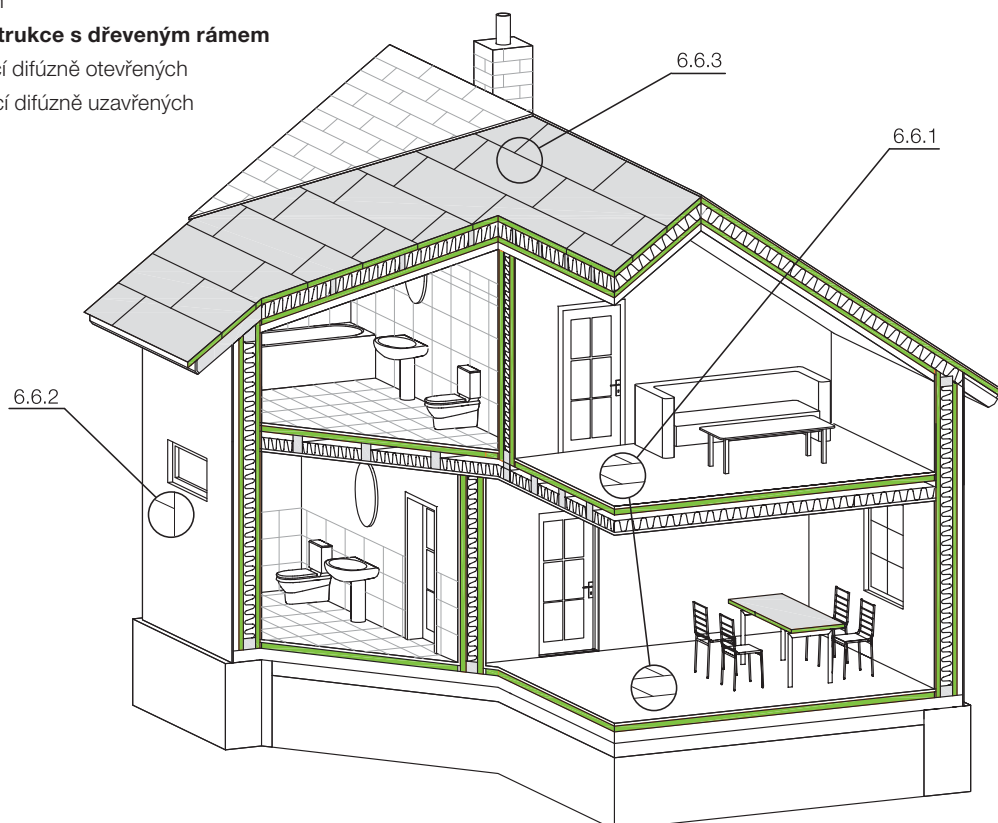 trukce s dřeveným rámem
cí difúzně otevřených
cí difúzně uzavřených
6.6.3
6.6.1
6.6.2